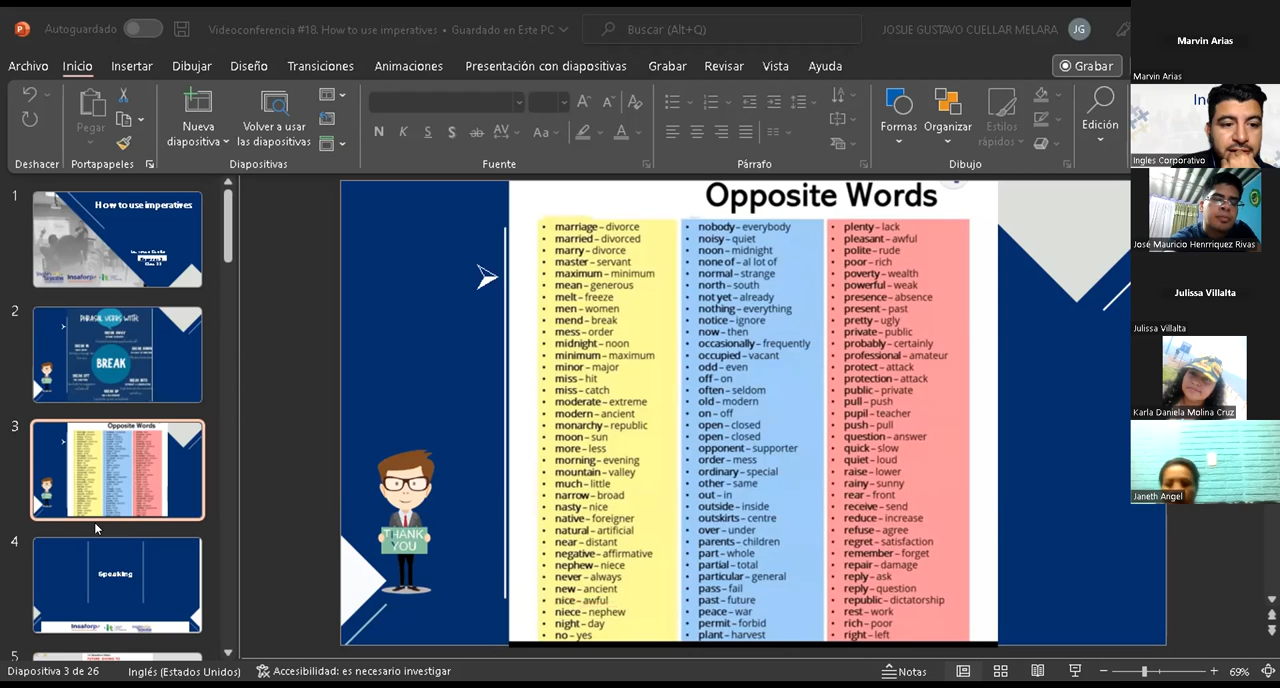 Autoguardado
Videoconferencia #18. How to use imperatives • Guardado en Este PC
Buscar (Alt+Q)
JOSUE GUSTAVO CUELLAR MELARA
JG
Archivo
Inicio
Insertar
Dibujar
Diseño
Transiciones
Animaciones
Presentación con diapositivas
Grabar
Revisar
Vista
Ayuda
Grabar
Pegar
Nueva
diapositiva
Volver a usar
las diapositivas
N K S S ab AV Aa A
Formas
Organizar
Estilos
rápidos
Edición
Deshacer
Portapapeles
Diapositivas
Fuente
Párrafo
Dibujo
1
How to use imperatives
2
PHRASAL VERBS WITH
BREAK
3
Opposite Words
4
Speaking
5
Opposite Words
marriage – divorce
married – divorced
marry – divorce
master – servant
maximum – minimum
mean – generous
melt – freeze
men – women
mend – break
mess – order
midnight – noon
minimum – maximum
minor – major
miss – hit
miss – catch
moderate – extreme
modern – ancient
monarchy – republic
moon – sun
more – less
morning – evening
mountain – valley
much – little
narrow – broad
nasty – nice
native – foreigner
natural – artificial
near – distant
negative – affirmative
nephew – niece
never – always
new – ancient
nice – awful
niece – nephew
night – day
no – yes
nobody – everybody
noisy – quiet
noon – midnight
none of – al lot of
normal – strange
north – south
not yet – already
nothing – everything
notice – ignore
now – then
occasionally – frequently
occupied – vacant
odd – even
off – on
often – seldom
old – modern
on – off
open – closed
open – closed
opponent – supporter
order – mess
ordinary – special
other – same
out – in
outside – inside
outskirts – centre
over – under
parents – children
part – whole
partial – total
particular – general
pass – fail
past – future
peace – war
permit – forbid
plant – harvest
plenty – lack
pleasant – awful
polite – rude
poor – rich
poverty – wealth
powerful – weak
presence – absence
present – past
pretty – ugly
private – public
probably – certainly
professional – amateur
protect – attack
protection – attack
public – private
pull – push
pupil – teacher
push – pull
question – answer
quick – slow
quiet – loud
raise – lower
rainy – sunny
rear – front
receive – send
reduce – increase
refuse – agree
regret – satisfaction
remember – forget
repair – damage
reply – ask
reply – question
republic – dictatorship
rest – work
rich – poor
right – left
THANK
YOU
Marvin Arias
Marvin Arias
Ingles Corporativo
José Mauricio Henrriquez Rivas
Julissa Villalta
Julissa Villalta
Karla Daniela Molina Cruz
Janeth Angel
Diapositiva 3 de 26
Inglés (Estados Unidos)
Accesibilidad: es necesario investigar
Notas
69%